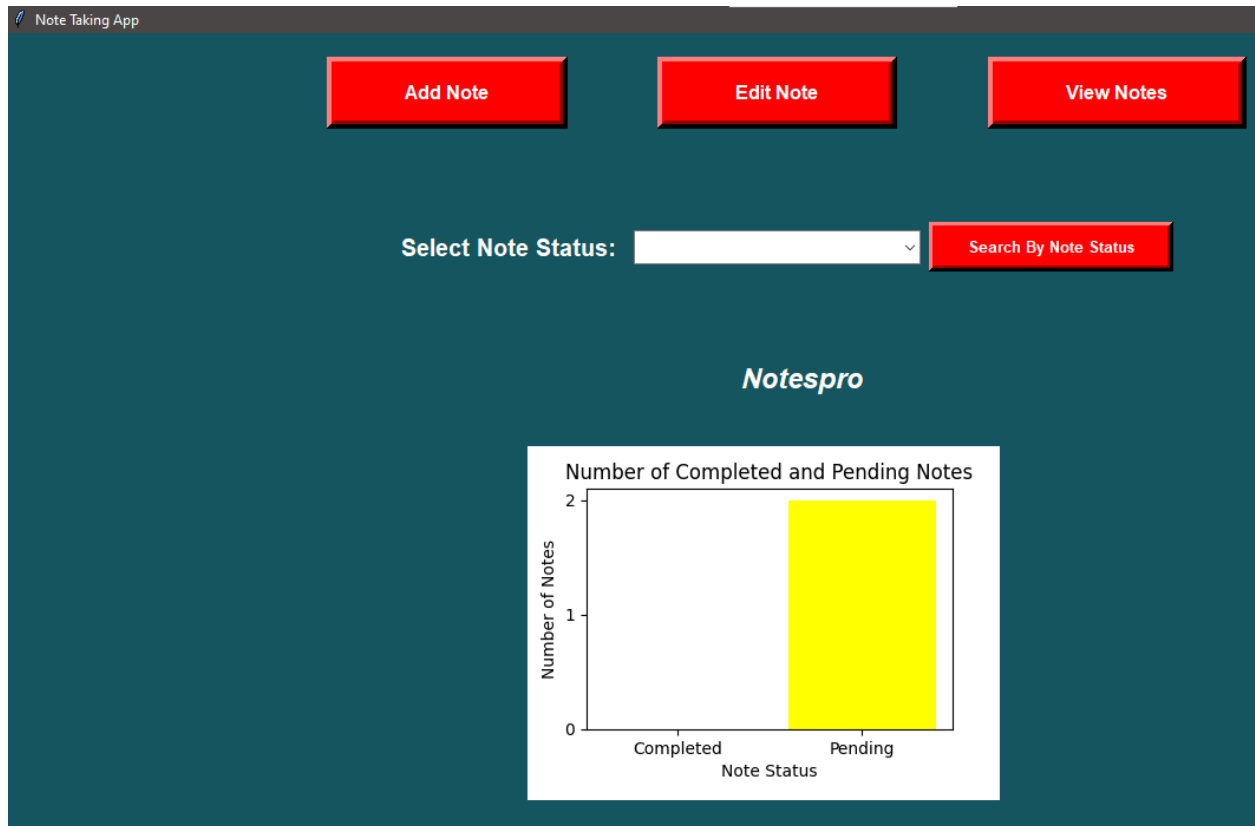 Note Taking App
Add Note
Edit Note
View Notes
Select Note Status:
Search By Note Status
Notespro
Number of Completed and Pending Notes
Number of Notes
2
1
0
Completed
Pending
Note Status